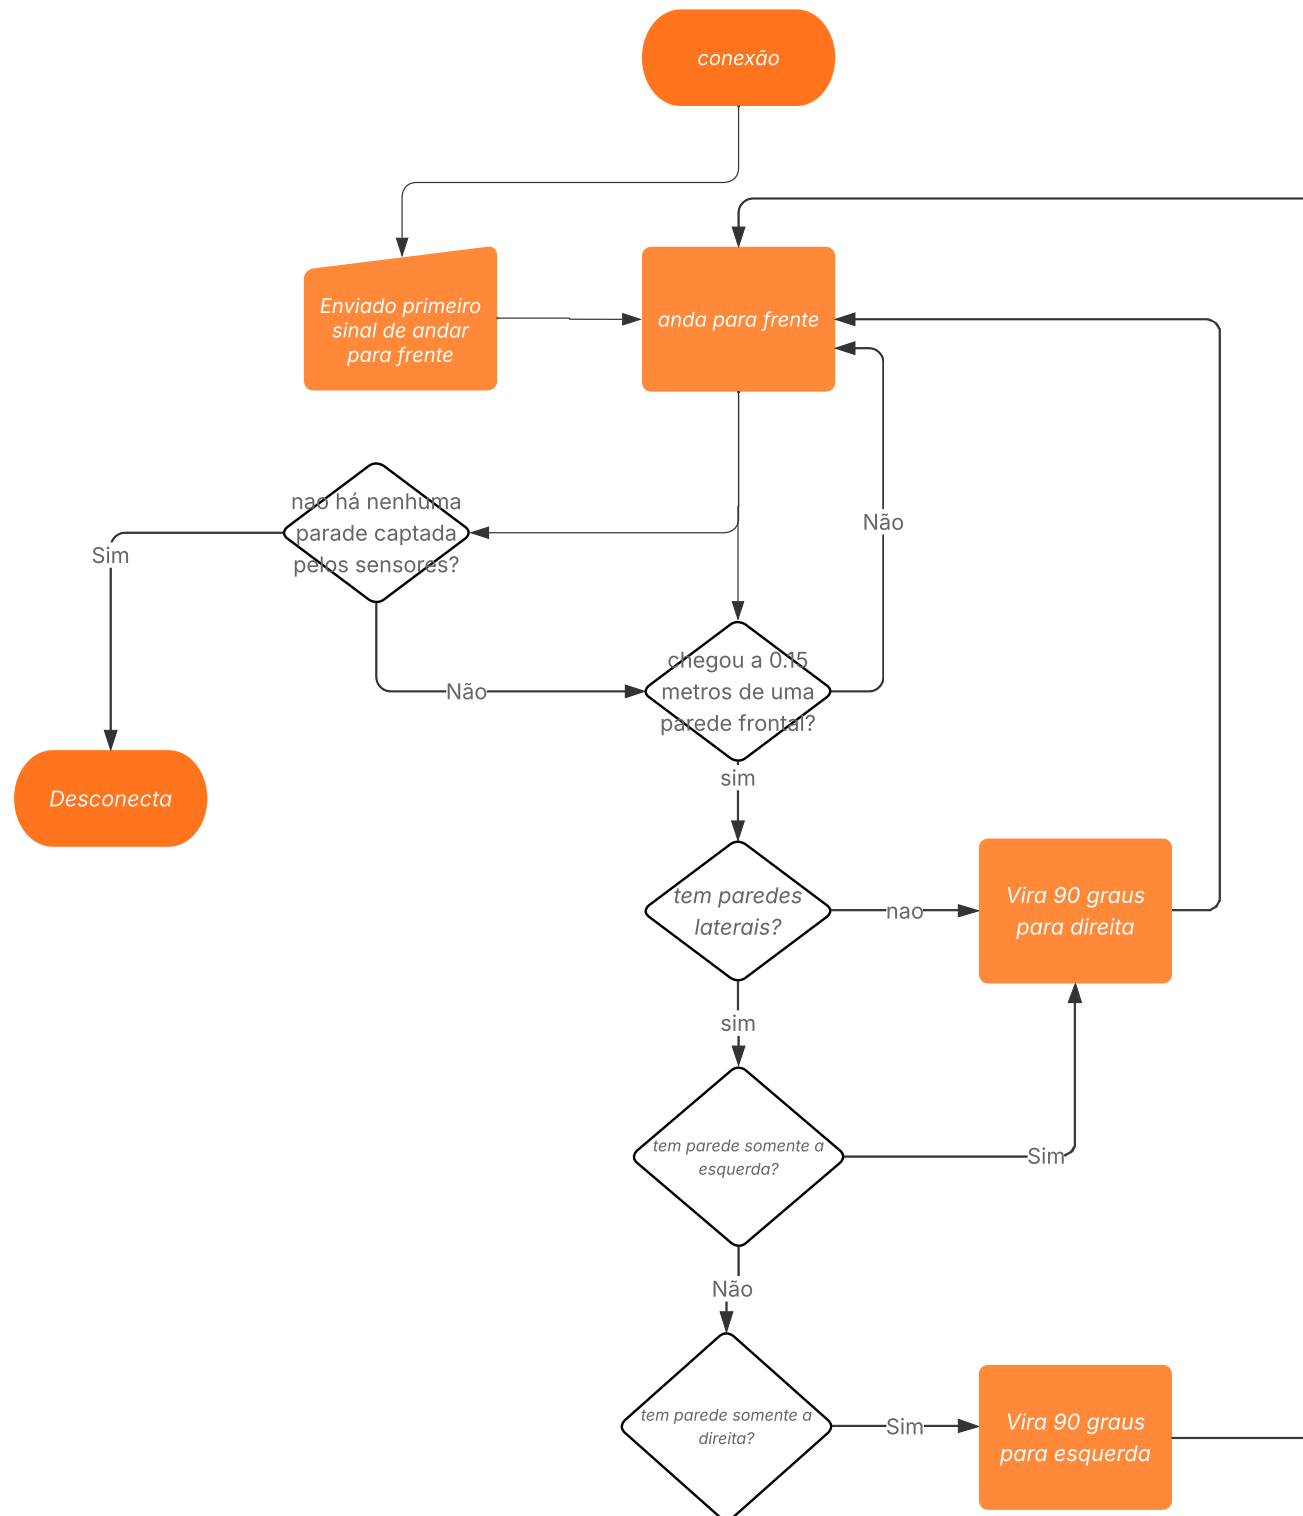 conexão
Enviado primeiro
sinal de andar
para frente
anda para frente
nao há nenhuma
parade captada
pelos sensores?
Não
Sim
chegou a 0.15
metros de uma
parede frontal?
Não
sim
Desconecta
tem paredes
laterais?
nao
Vira 90 graus
para direita
sim
tem parede somente a
esquerda?
Sim
Não
tem parede somente a
direita?
Sim
Vira 90 graus
para esquerda